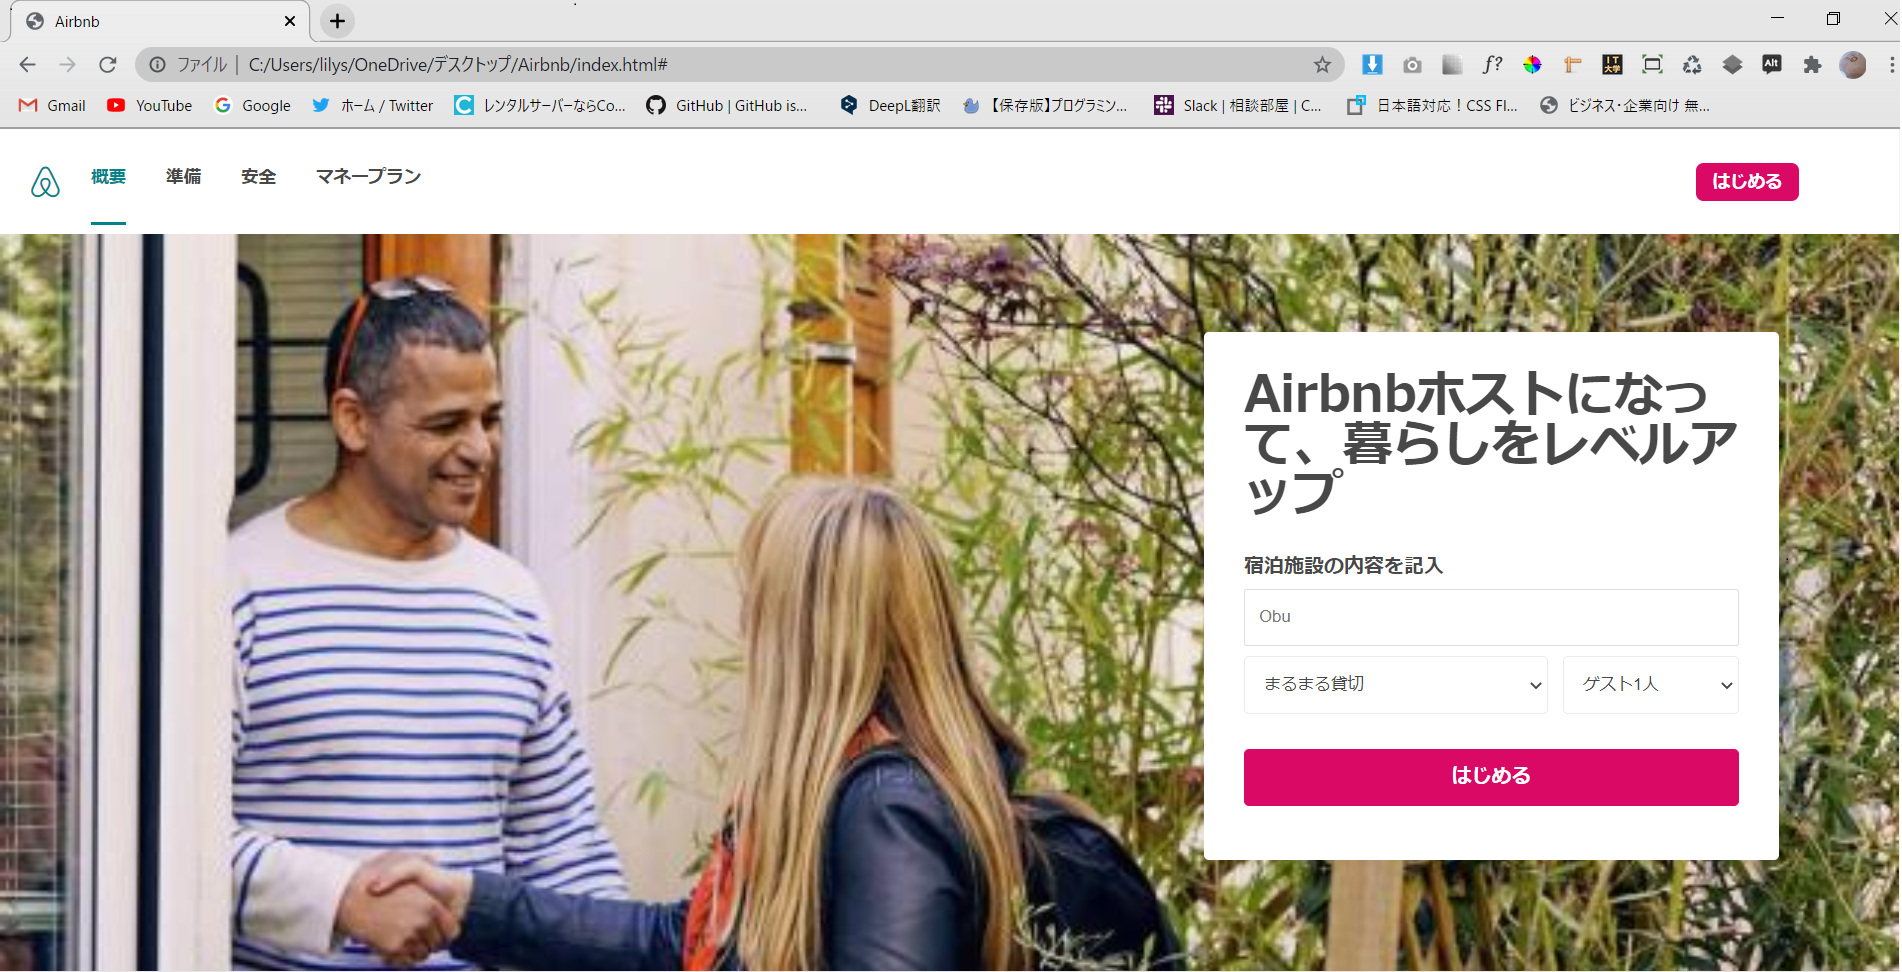 Airbnb
ファイル | C:/Users/lilys/OneDrive/デスクトップ/Airbnb/index.html#
f?
IT
大学
Alt
Gmail YouTube Google ホーム / Twitter レンタルサーバーならCo... GitHub | GitHub is... DeepL翻訳 【保存版】プログラミン... Slack | 相談部屋 | C... 日本語対応！CSS Fl... ビジネス・企業向け 無...
概要 準備 安全 マネープラン はじめる
Airbnbホストになっ
て、暮らしをレベルア
ップ
宿泊施設の内容を記入
Obu
まるまる貸切 ゲスト1人
はじめる